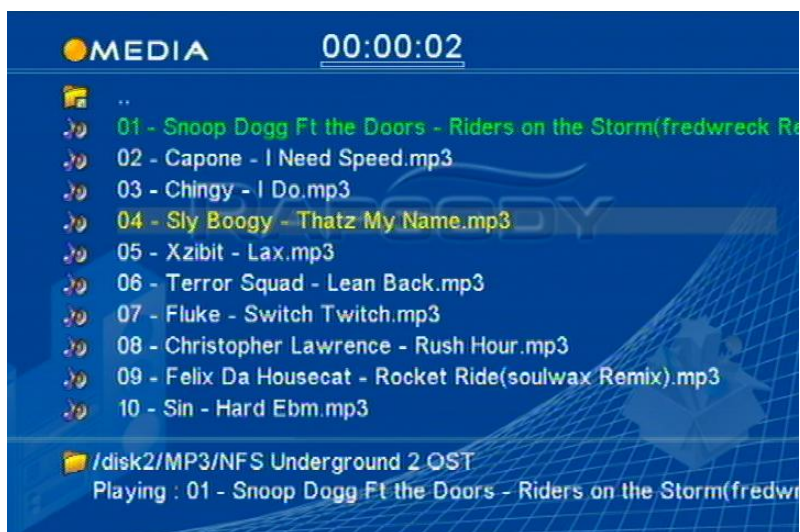 MEDIA 00:00:02
..
01 - Snoop Dogg Ft the Doors - Riders on the Storm(fredwreck Re
02 - Capone - I Need Speed.mp3
03 - Chingy - I Do.mp3
RAPSODY
04 - Sly Boogy - Thatz My Name.mp3
05 - Xzibit - Lax.mp3
06 - Terror Squad - Lean Back.mp3
07 - Fluke - Switch Twitch.mp3
08 - Christopher Lawrence - Rush Hour.mp3
09 - Felix Da Housecat - Rocket Ride(soulwax Remix).mp3
10 - Sin - Hard Ebm.mp3
/disk2/MP3/NFS Underground 2 OST
Playing : 01 - Snoop Dogg Ft the Doors - Riders on the Storm(fredwr